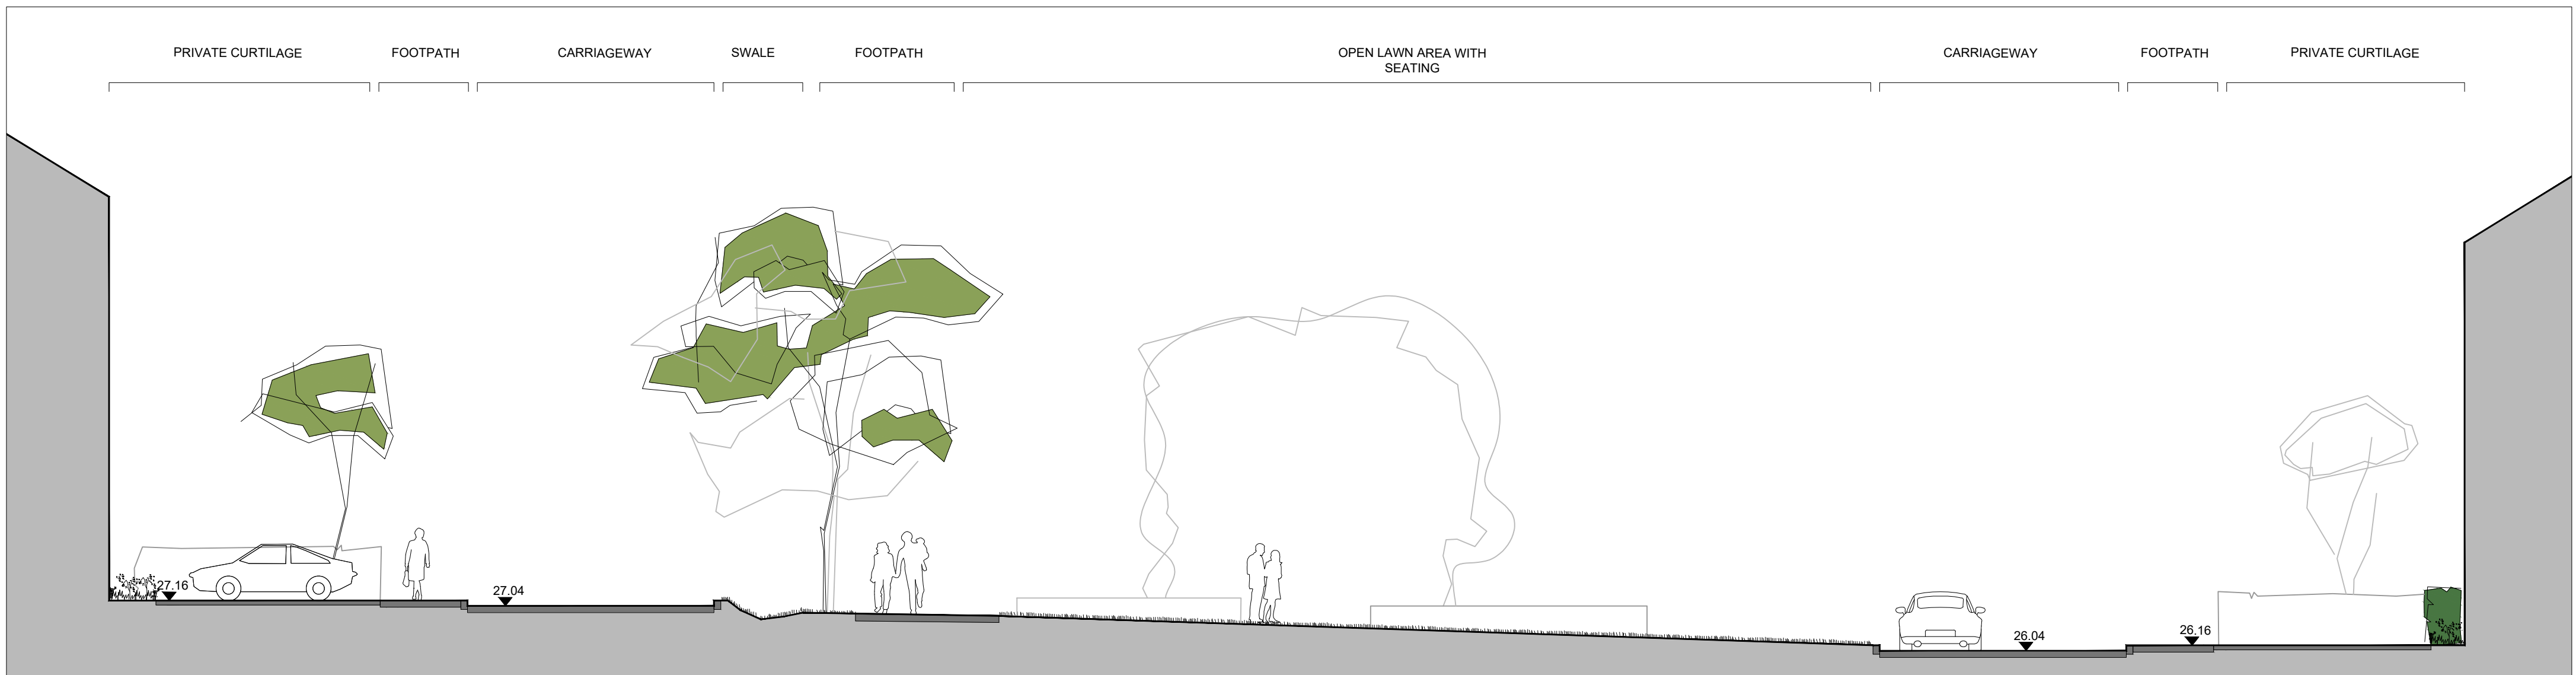 PRIVATE CURTILAGE
FOOTPATH
CARRIAGEWAY
SWALE
FOOTPATH
OPEN LAWN AREA WITH
SEATING
CARRIAGEWAY
FOOTPATH
PRIVATE CURTILAGE
27.16
27.04
26.04
26.16